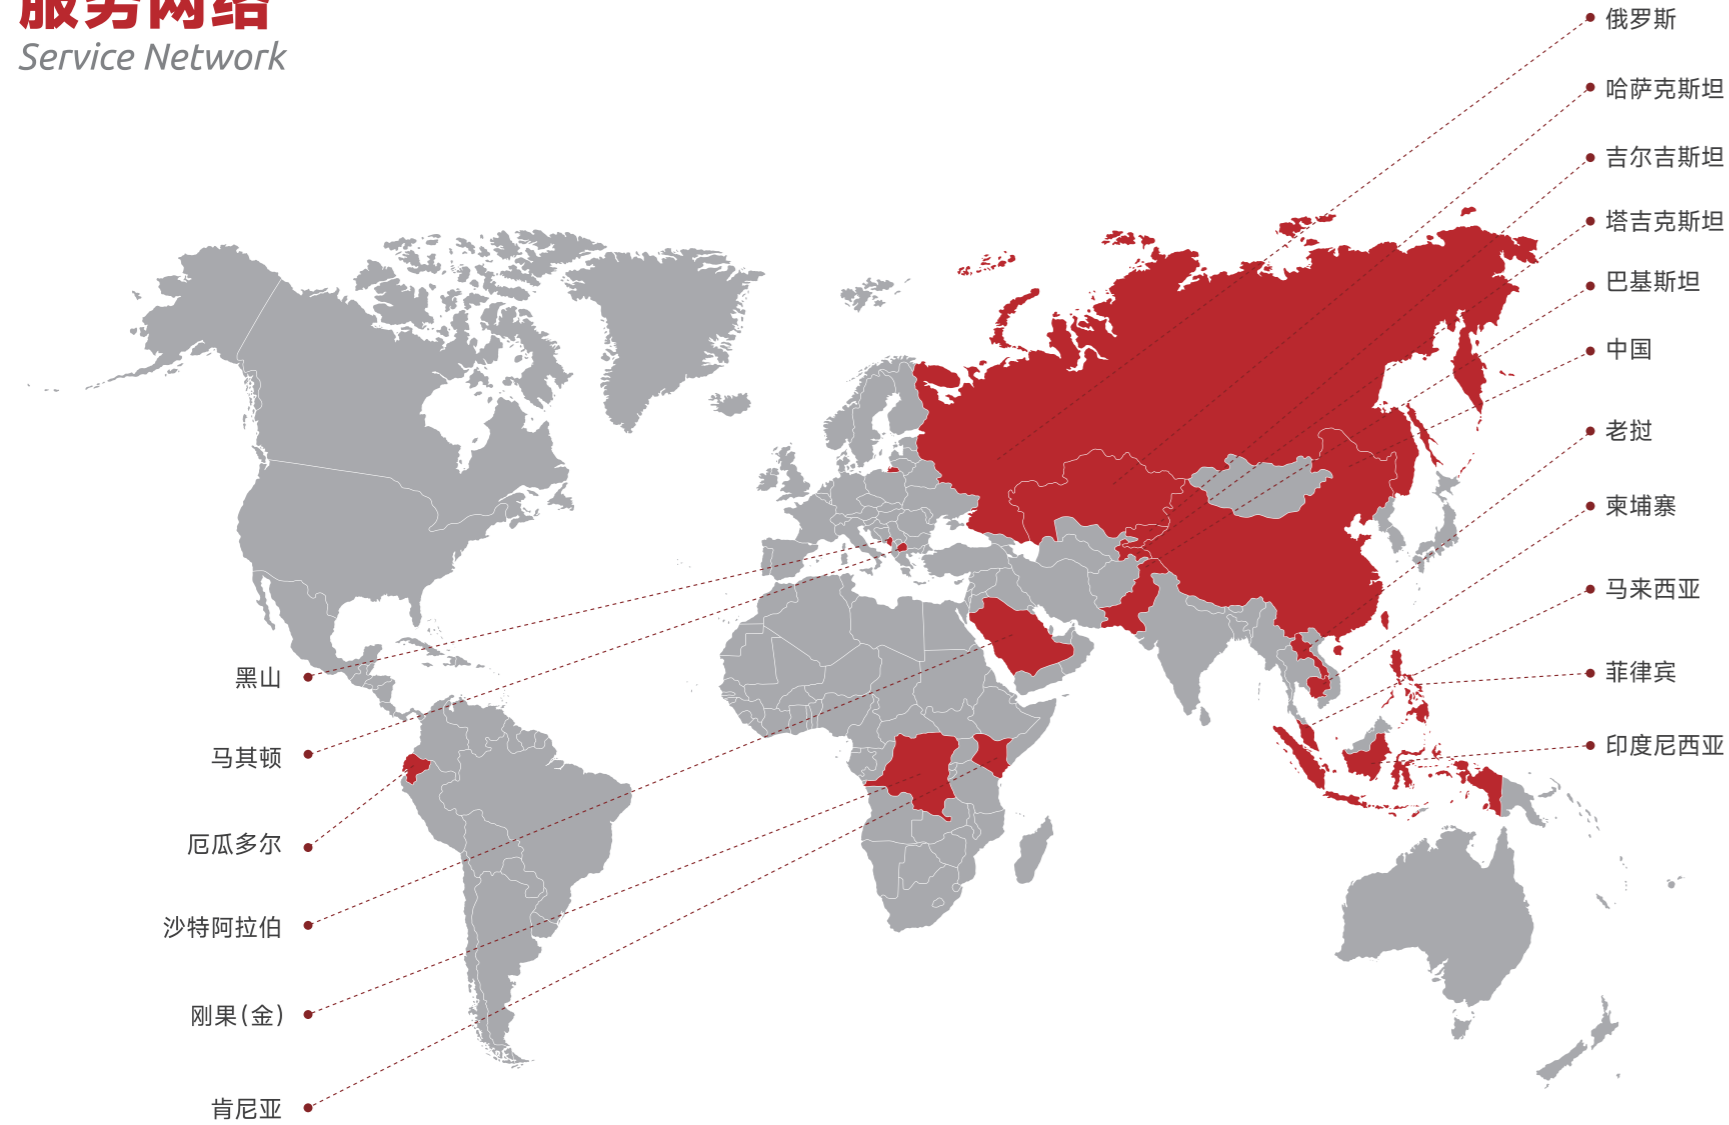 服务网络
Service Network
俄罗斯
哈萨克斯坦
吉尔吉斯坦
塔吉克斯坦
巴基斯坦
中国
老挝
柬埔寨
马来西亚
菲律宾
印度尼西亚
黑山
马其顿
厄瓜多尔
沙特阿拉伯
刚果(金)
肯尼亚